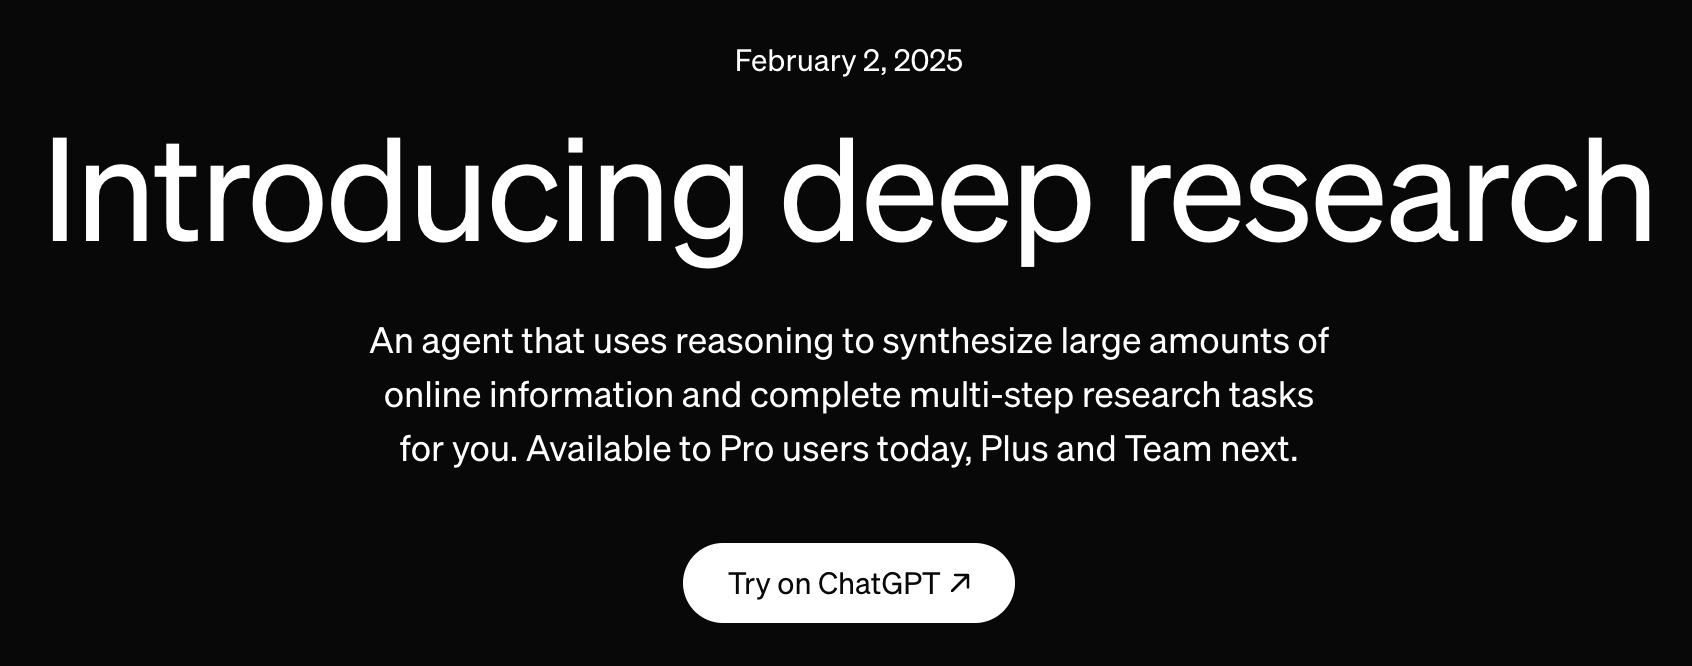 February 2, 2025
Introducing deep research
An agent that uses reasoning to synthesize large amounts of
online information and complete multi-step research tasks
for you. Available to Pro users today, Plus and Team next.
Try on ChatGPT ↗